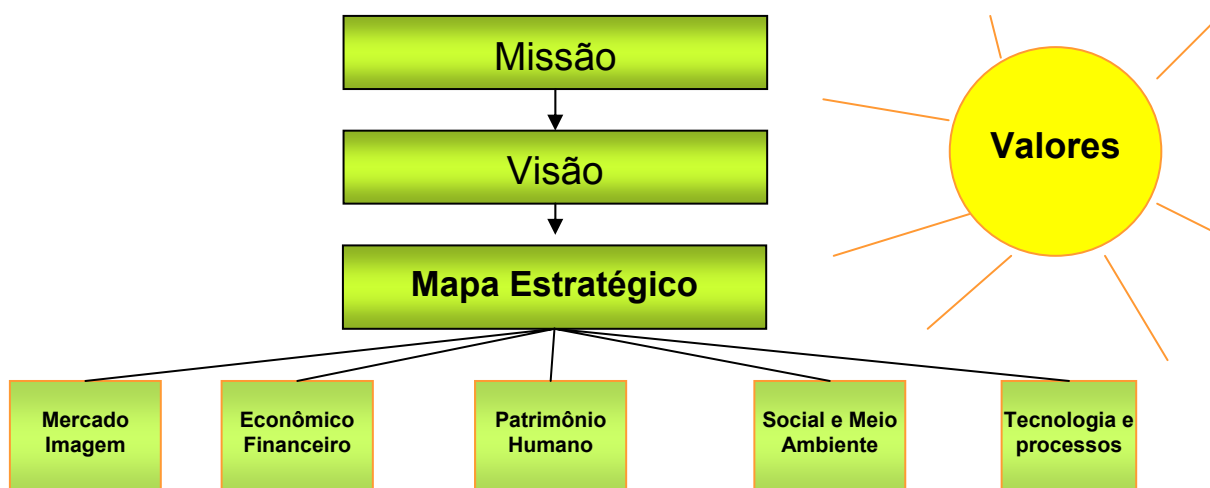 Missão
Valores
Visão
Mapa Estratégico
Mercado
Imagem
Econômico
Financeiro
Patrimônio
Humano
Social e Meio
Ambiente
Tecnologia e
processos